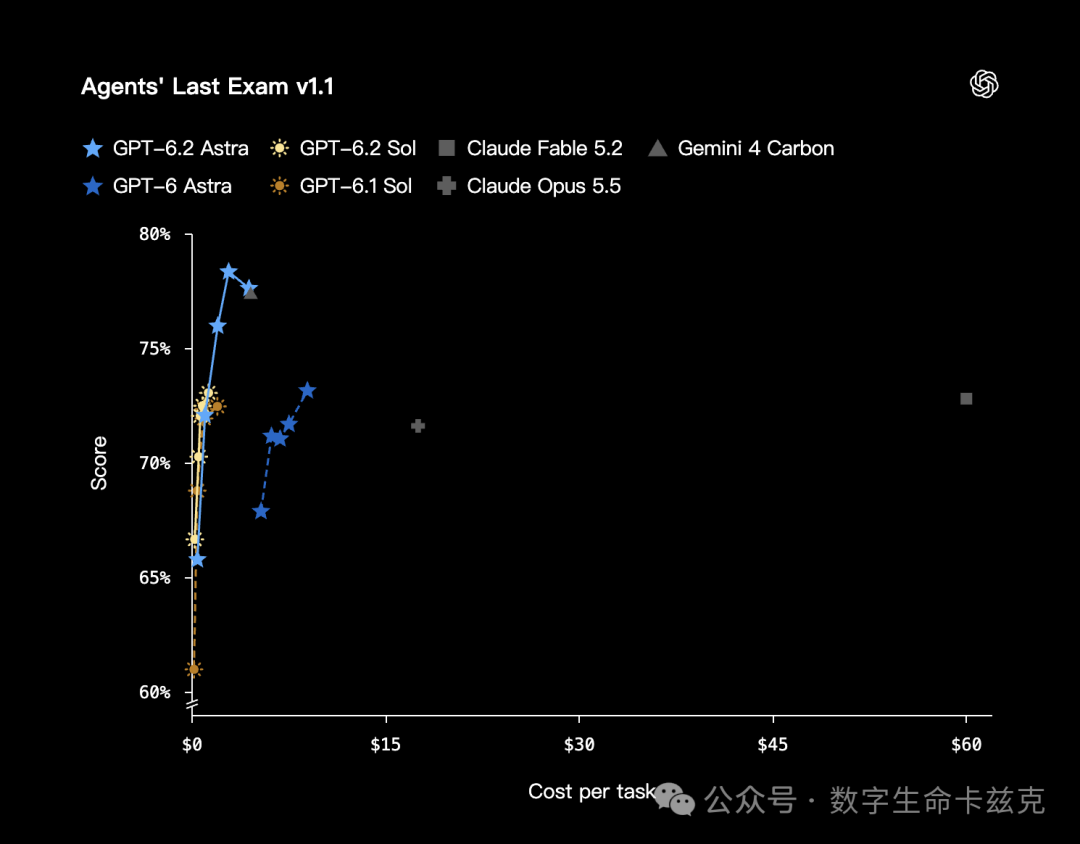 Agents' Last Exam v1.1
GPT-6.2 Astra GPT-6.2 Sol Claude Fable 5.2 Gemini 4 Carbon
GPT-6 Astra GPT-6.1 Sol Claude Opus 5.5
80%
75%
70%
65%
60%
Score
$0 $15 $30 $45 $60
Cost per task
公众号 · 数字生命卡兹克